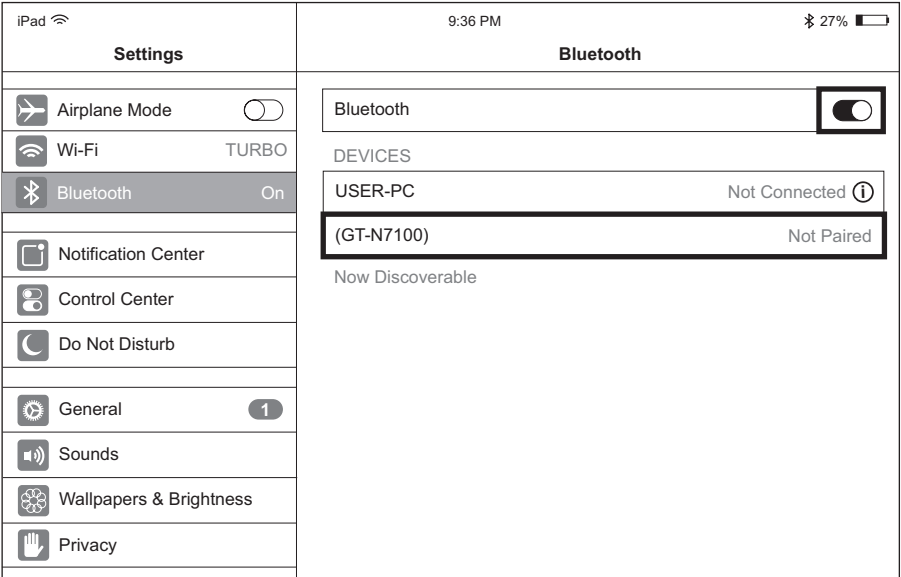 iPad 9:36 PM 27%
Settings
Bluetooth
Airplane Mode
Wi-Fi TURBO
Bluetooth On
Notification Center
Control Center
Do Not Disturb
General 1
Sounds
Wallpapers & Brightness
Privacy
Bluetooth
DEVICES
USER-PC Not Connected i
(GT-N7100) Not Paired
Now Discoverable